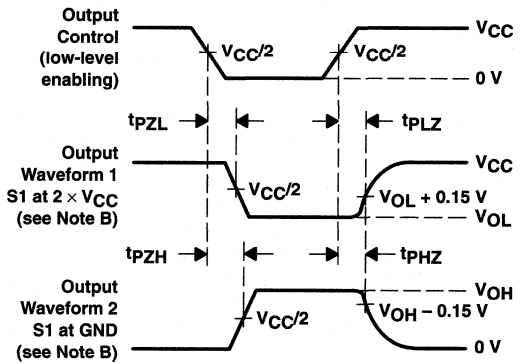 Output
Control
(low-level
enabling)
VCC/2
VCC/2
VCC
0 V
tPZL
tPLZ
Output
Waveform 1
S1 at 2 × VCC
(see Note B)
VCC/2
VCC
VOL + 0.15 V
VOL
tPZH
tPHZ
Output
Waveform 2
S1 at GND
(see Note B)
VCC/2
VOH
VOH − 0.15 V
0 V